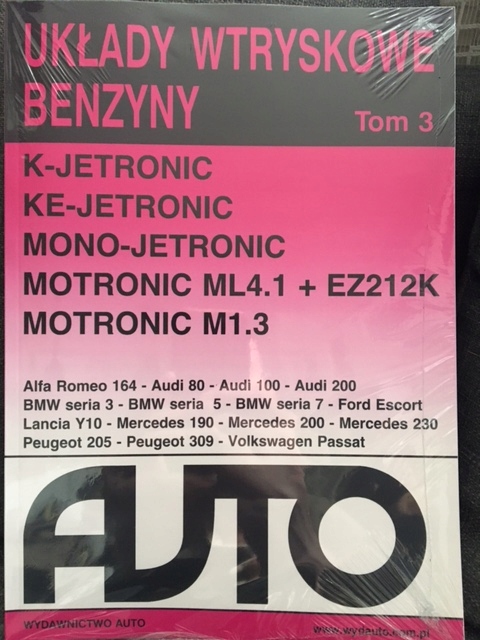 UKŁADY WTRYSKOWE
BENZYNY
Tom 3
K-JETRONIC
KE-JETRONIC
MONO-JETRONIC
MOTRONIC ML4.1 + EZ212K
MOTRONIC M1.3
Alfa Romeo 164 - Audi 80 - Audi 100 - Audi 200
BMW seria 3 - BMW seria 5 - BMW seria 7 - Ford Escort
Lancia Y10 - Mercedes 190 - Mercedes 200 - Mercedes 230
Peugeot 205 - Peugeot 309 - Volkswagen Passat
AUTO
WYDAWNICTWO AUTO